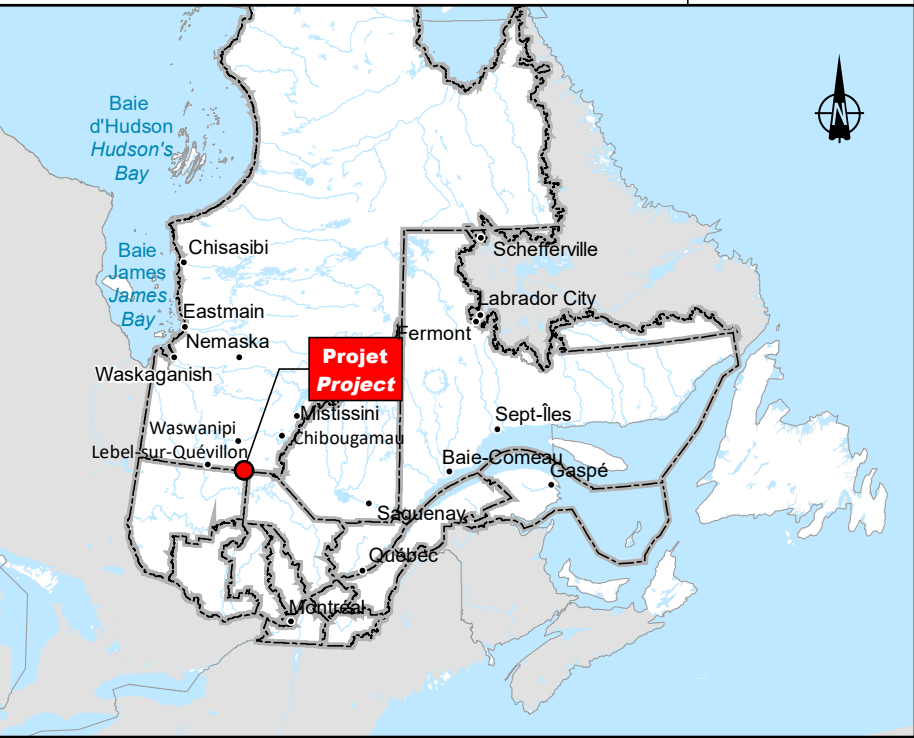 Baie
d'Hudson
Hudson's
Bay
N
Chisasibi
Schefferville
Baie
James
James
Bay
Labrador City
Eastmain
Fermont
Nemaska
Projet
Project
Waskaganish
Mistissini
Sept-Îles
Waswanipi
Chibougamau
Lebel-sur-Quévillon
Baie-Comeau
Gaspé
Saguenay
Québec
Montréal